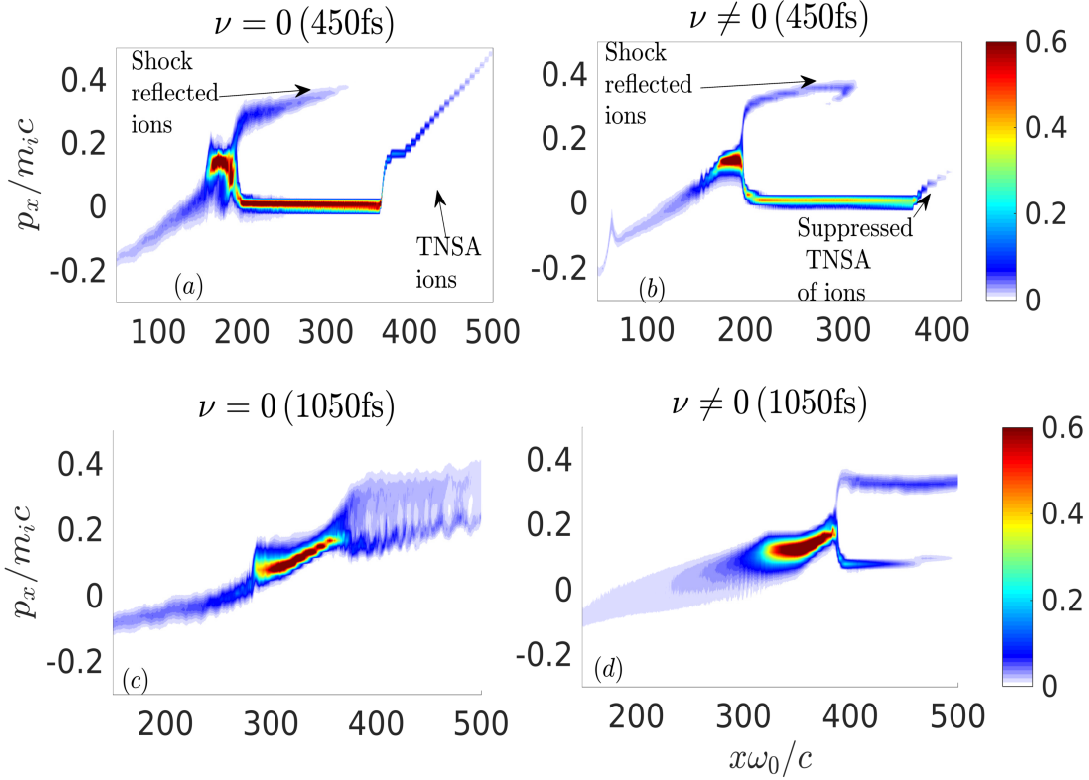 ν = 0 (450fs)
ν ≠ 0 (450fs)
Shock
reflected
ions
TNSA
ions
(a)
0.4
0.2
0
-0.2
p_x/m_ic
100 200 300 400 500
Shock
reflected
ions
Suppressed
TNSA
of ions
(b)
0.4
0.2
0
-0.2
100 200 300 400
0.6
0.4
0.2
0
ν = 0 (1050fs)
ν ≠ 0 (1050fs)
0.4
0.2
0
-0.2
p_x/m_ic
(c)
200 300 400 500
0.4
0.2
0
-0.2
(d)
200 300 400 500
xω_0/c
0.6
0.4
0.2
0